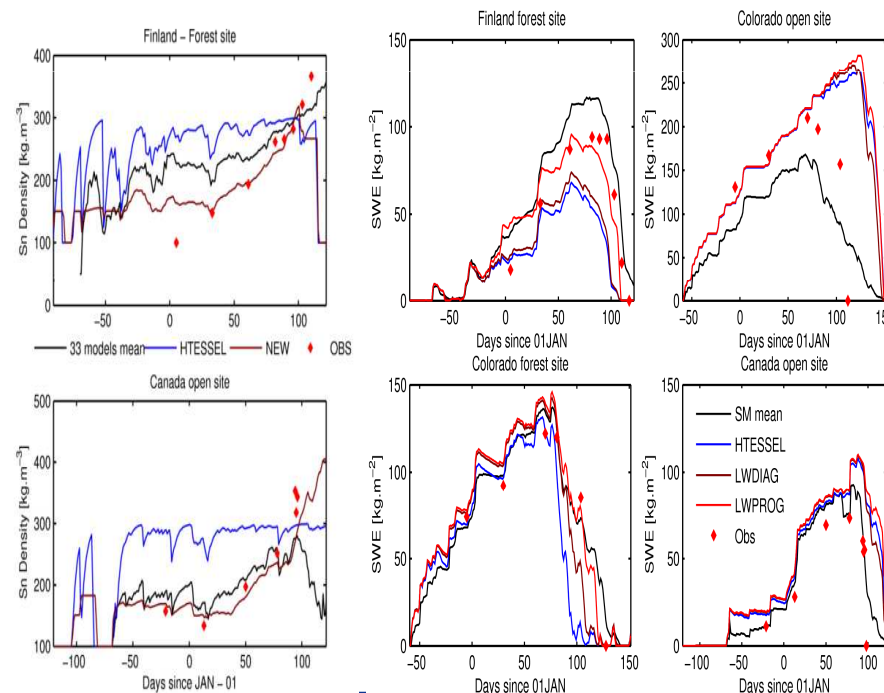 Finland – Forest site
Sn Density [kg.m⁻³]
400
300
200
100
0
−50
0
50
100
33 models mean
HTESSEL
NEW
OBS
Canada open site
Sn Density [kg.m⁻³]
500
400
300
200
100
−100
−50
0
50
100
Days since JAN – 01
Finland forest site
SWE [kg.m⁻²]
150
100
50
0
−100
−50
0
50
100
Days since 01JAN
Colorado open site
SWE [kg.m⁻²]
300
250
200
150
100
50
0
−50
0
50
100
150
Days since 01JAN
Colorado forest site
SWE [kg.m⁻²]
150
100
50
0
−50
0
50
100
150
Days since 01JAN
Canada open site
SWE [kg.m⁻²]
150
100
50
0
−100
−50
0
50
100
Days since 01JAN
SM mean
HTESSEL
LWDIAG
LWPROG
Obs